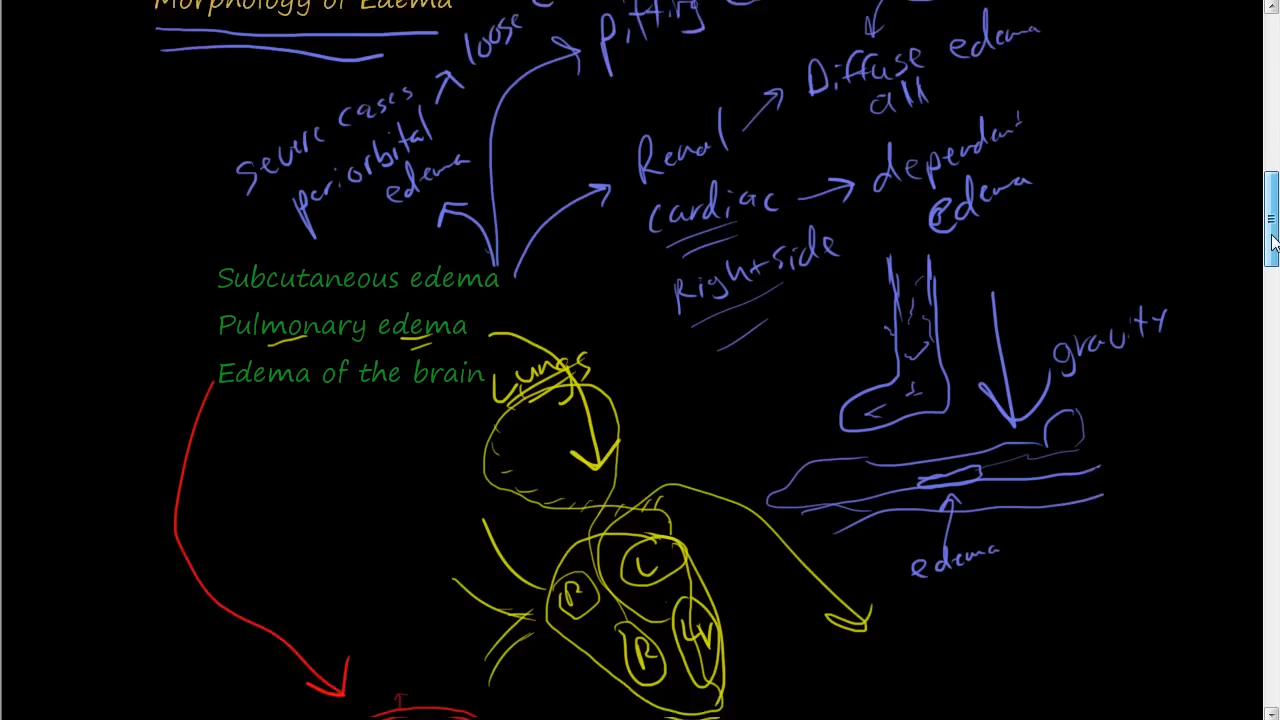 Morphology of Edema
loose
pitting
severe cases
periorbital
edema
Renal
Diffuse edema
all
cardiac
dependant
edema
Right side
Subcutaneous edema
Pulmonary edema
Edema of the brain
Lungs
gravity
edema
L
R
R
LV